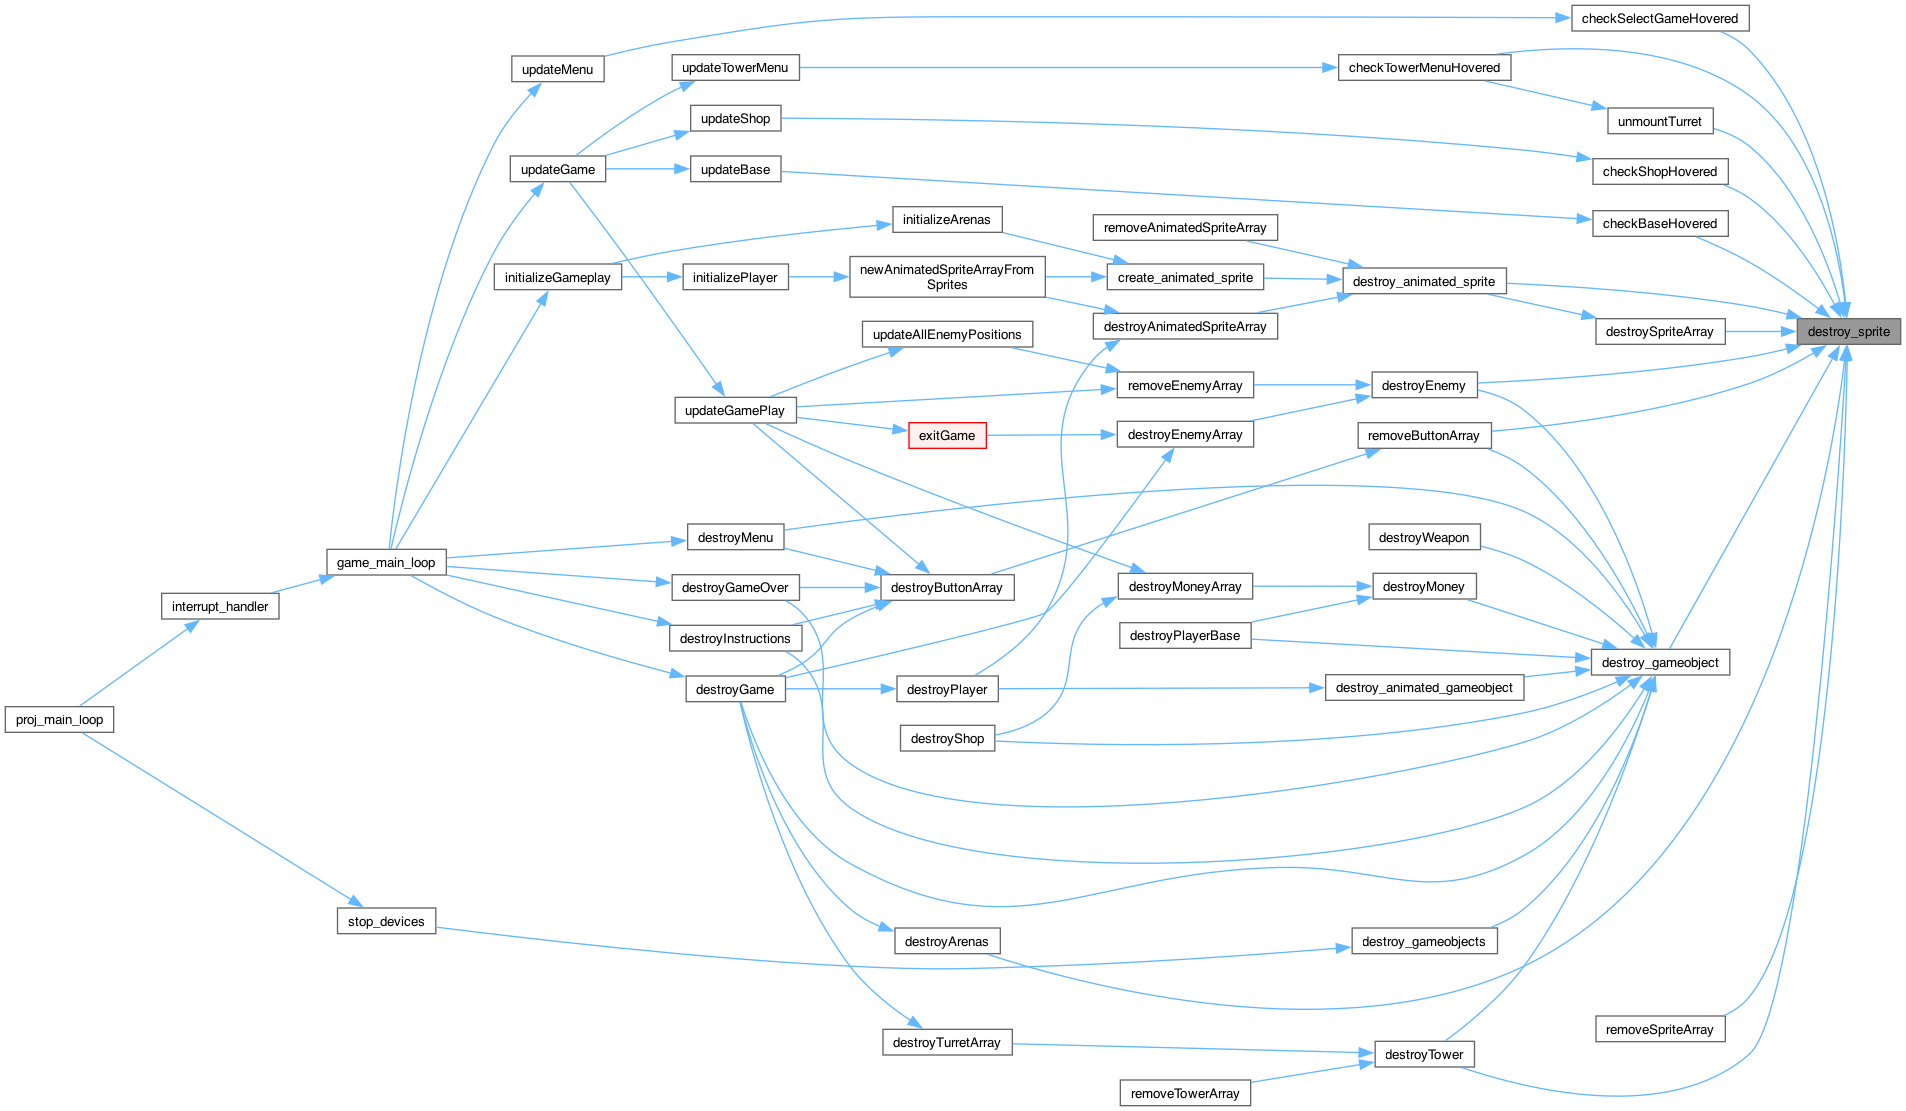 checkSelectGameHovered
updateMenu
updateTowerMenu
checkTowerMenuHovered
updateShop
unmountTurret
updateGame
updateBase
checkShopHovered
checkBaseHovered
initializeArenas
removeAnimatedSpriteArray
initializeGameplay
initializePlayer
newAnimatedSpriteArrayFrom
Sprites
create_animated_sprite
destroy_animated_sprite
destroyAnimatedSpriteArray
destroySpriteArray
destroy_sprite
updateAllEnemyPositions
removeEnemyArray
destroyEnemy
updateGamePlay
exitGame
destroyEnemyArray
removeButtonArray
destroyMenu
destroyWeapon
game_main_loop
destroyGameOver
destroyButtonArray
destroyMoneyArray
destroyMoney
interrupt_handler
destroyInstructions
destroyPlayerBase
destroy_gameobject
destroyGame
destroyPlayer
destroy_animated_gameobject
proj_main_loop
destroyShop
stop_devices
destroyArenas
destroy_gameobjects
removeSpriteArray
destroyTurretArray
destroyTower
removeTowerArray